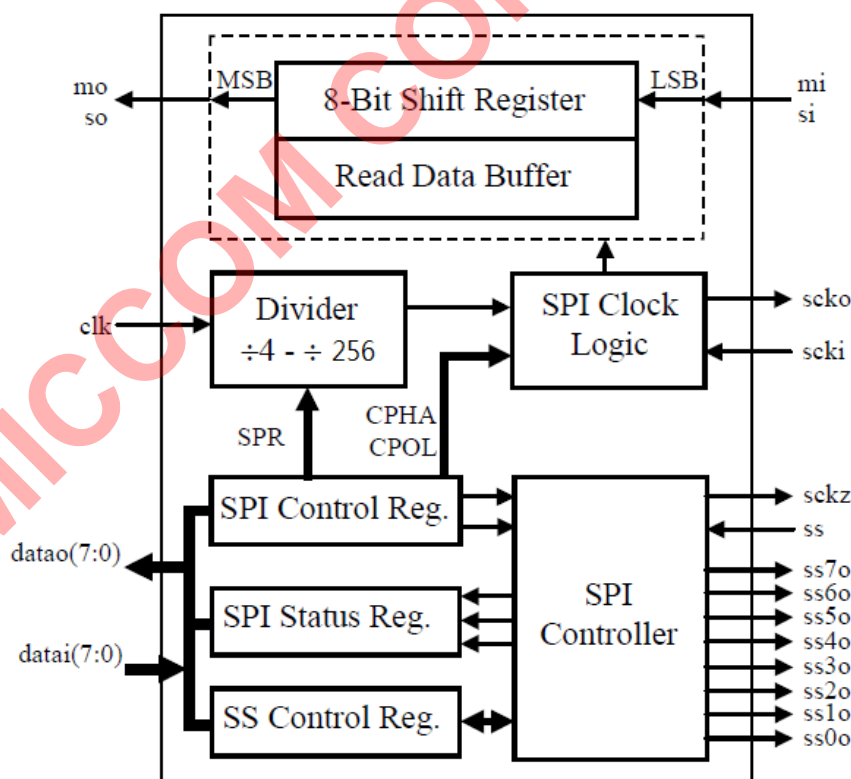 MICCOM CO
mo
so
MSB
8-Bit Shift Register
LSB
mi
si
Read Data Buffer
clk
Divider
÷4 - ÷ 256
SPI Clock
Logic
scko
scki
SPR
CPHA
CPOL
SPI Control Reg.
sckz
ss
datao(7:0)
ss7o
ss6o
SPI Status Reg.
SPI
Controller
ss5o
ss4o
datai(7:0)
ss3o
ss2o
SS Control Reg.
ss1o
ss0o